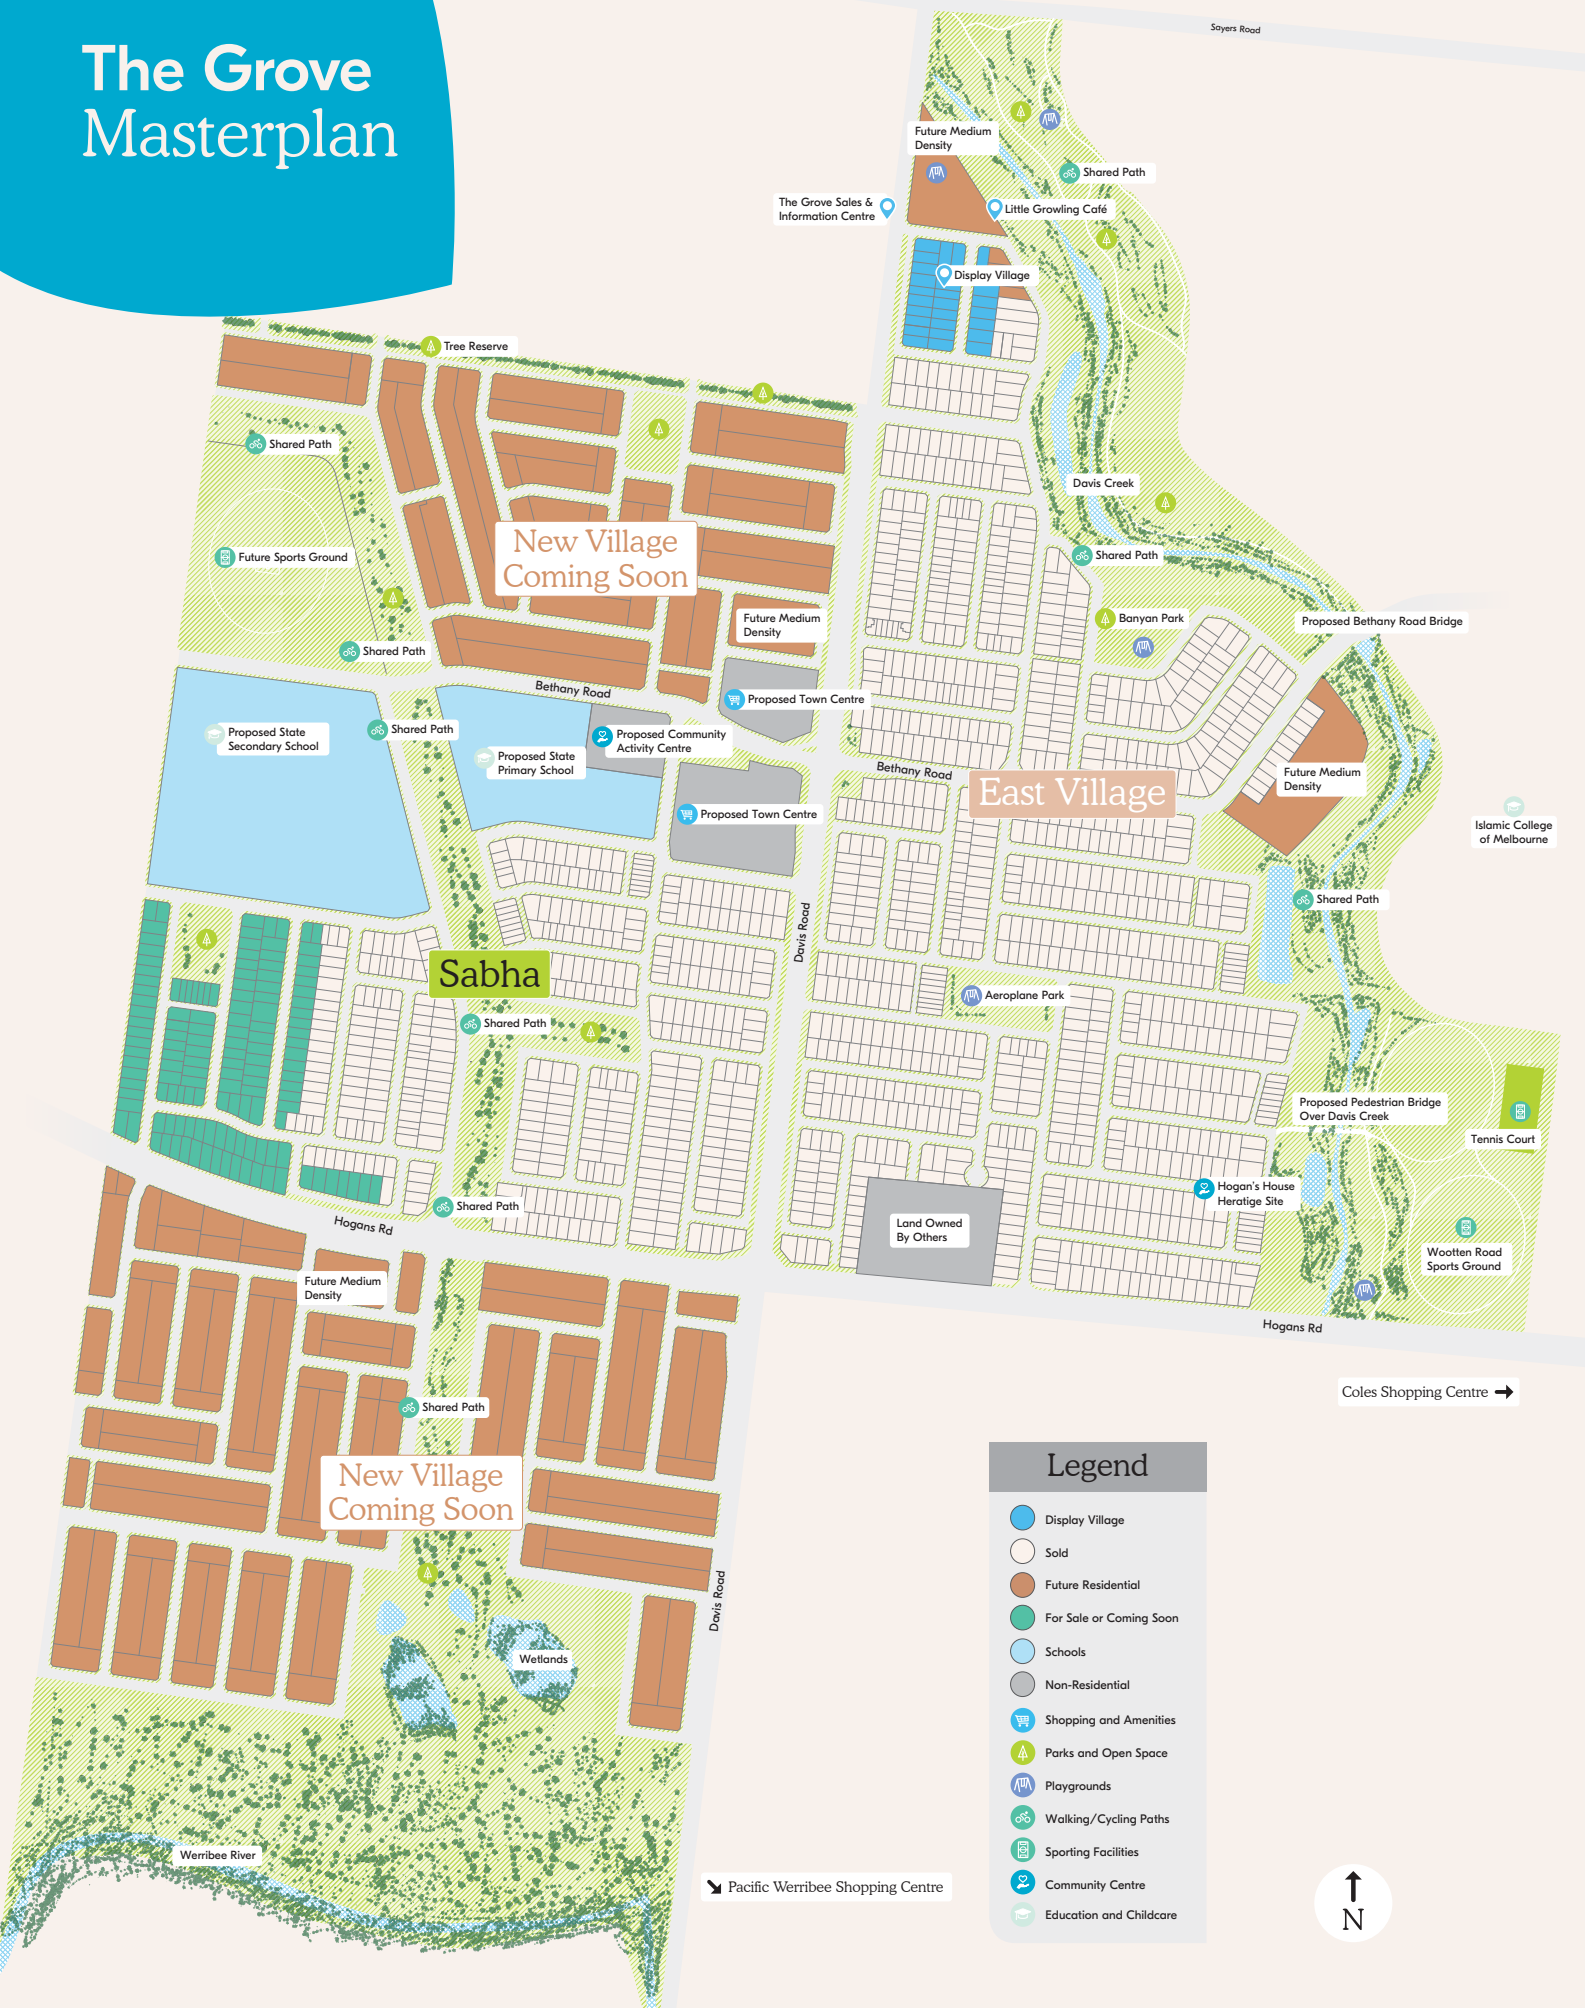 The Grove
Masterplan
Sayers Road
Future Medium
Density
Shared Path
The Grove Sales &
Information Centre
Little Growling Café
Display Village
Tree Reserve
Shared Path
Davis Creek
New Village
Coming Soon
Future Sports Ground
Shared Path
Banyan Park
Proposed Bethany Road Bridge
Future Medium
Density
Shared Path
Bethany Road
Proposed Town Centre
Shared Path
Proposed State
Secondary School
Proposed Community
Activity Centre
Proposed State
Primary School
Bethany Road
East Village
Future Medium
Density
Proposed Town Centre
Islamic College
of Melbourne
Shared Path
Davis Road
Sabha
Aeroplane Park
Shared Path
Proposed Pedestrian Bridge
Over Davis Creek
Tennis Court
Hogan's House
Heratige Site
Shared Path
Hogans Rd
Land Owned
By Others
Wootten Road
Sports Ground
Future Medium
Density
Hogans Rd
Coles Shopping Centre
Shared Path
New Village
Coming Soon
Davis Road
Wetlands
Werribee River
Pacific Werribee Shopping Centre
Legend
Display Village
Sold
Future Residential
For Sale or Coming Soon
Schools
Non-Residential
Shopping and Amenities
Parks and Open Space
Playgrounds
Walking/Cycling Paths
Sporting Facilities
Community Centre
Education and Childcare
N